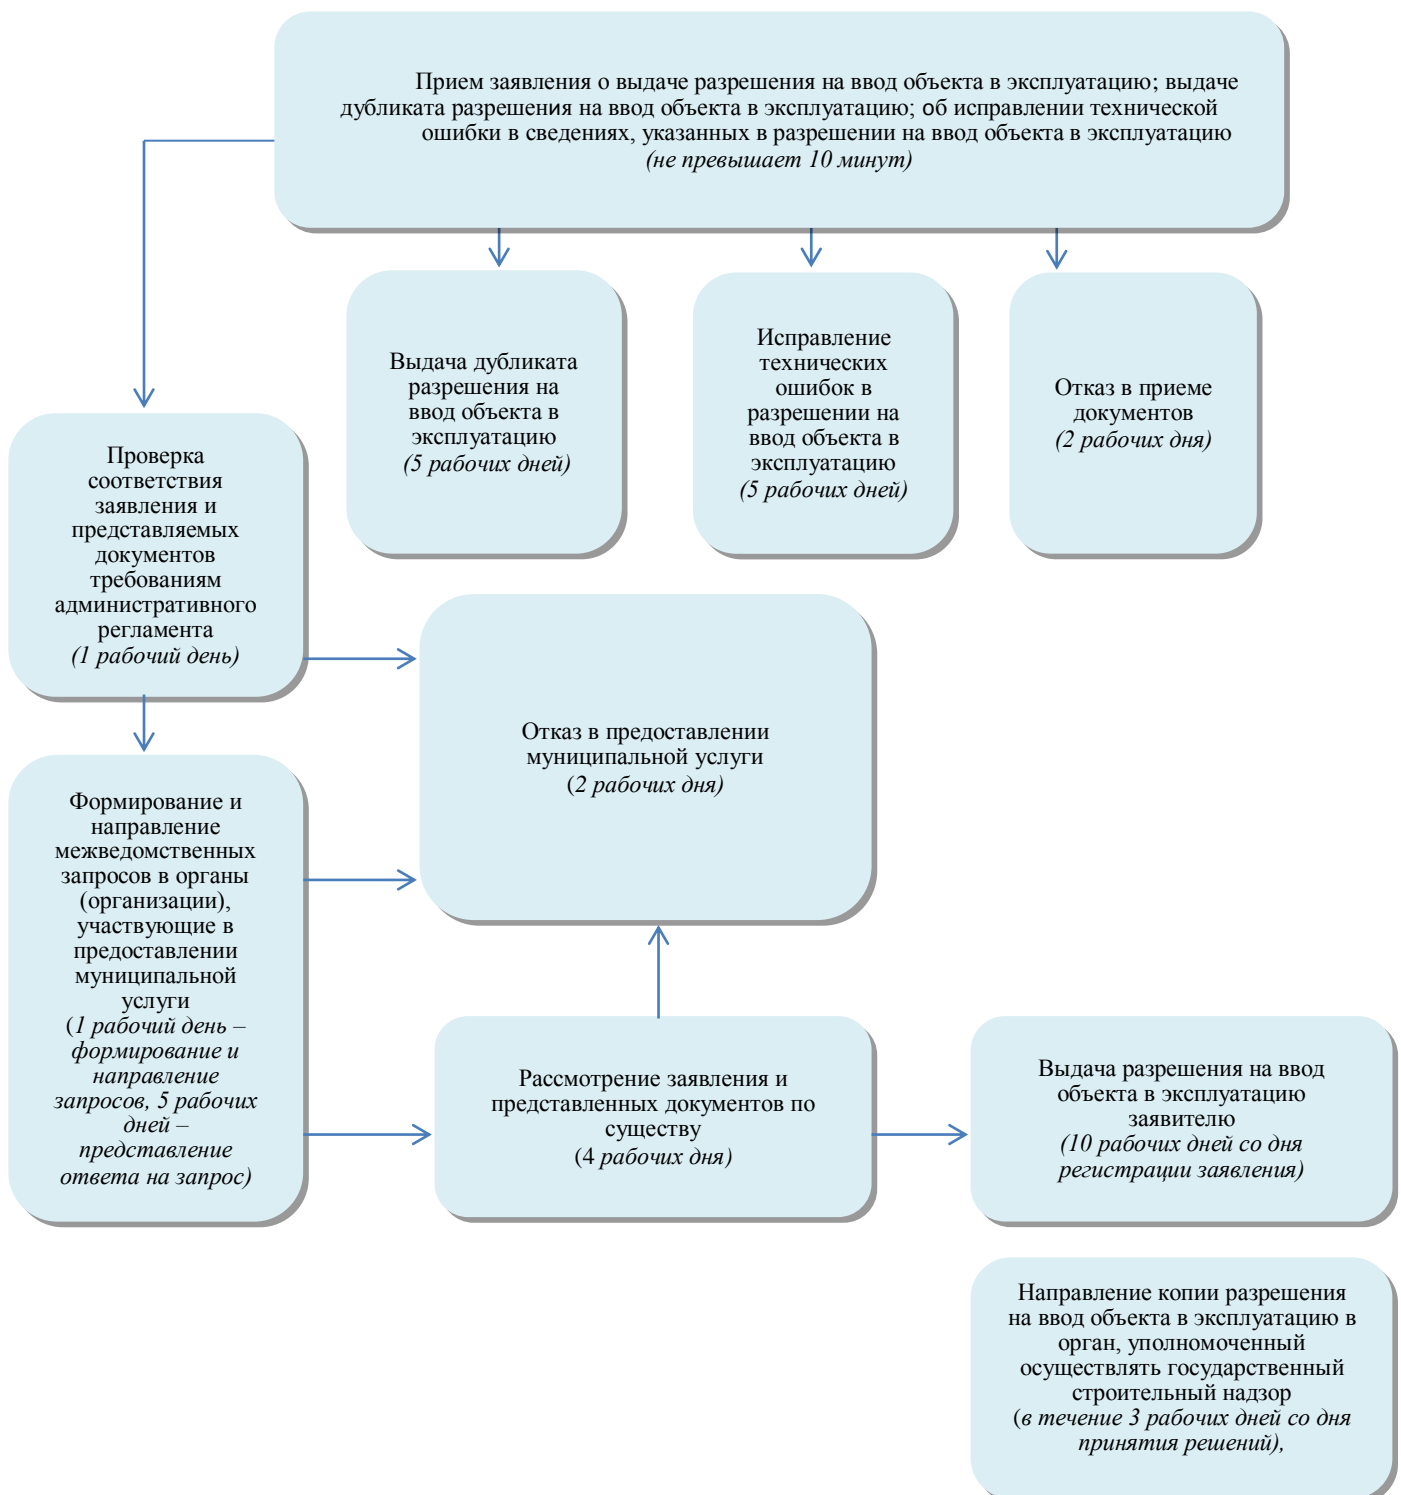 Прием заявления о выдаче разрешения на ввод объекта в эксплуатацию; выдаче
дубликата разрешения на ввод объекта в эксплуатацию; об исправлении технической
ошибки в сведениях, указанных в разрешении на ввод объекта в эксплуатацию
(не превышает 10 минут)
Выдача дубликата
разрешения на
ввод объекта в
эксплуатацию
(5 рабочих дней)
Исправление
технических
ошибок в
разрешении на
ввод объекта в
эксплуатацию
(5 рабочих дней)
Отказ в приеме
документов
(2 рабочих дня)
Проверка
соответствия
заявления и
представляемых
документов
требованиям
административного
регламента
(1 рабочий день)
Отказ в предоставлении
муниципальной услуги
(2 рабочих дня)
Формирование и
направление
межведомственных
запросов в органы
(организации),
участвующие в
предоставлении
муниципальной
услуги
(1 рабочий день –
формирование и
направление
запросов, 5 рабочих
дней –
представление
ответа на запрос)
Рассмотрение заявления и
представленных документов по
существу
(4 рабочих дня)
Выдача разрешения на ввод
объекта в эксплуатацию
заявителю
(10 рабочих дней со дня
регистрации заявления)
Направление копии разрешения
на ввод объекта в эксплуатацию в
орган, уполномоченный
осуществлять государственный
строительный надзор
(в течение 3 рабочих дней со дня
принятия решений),